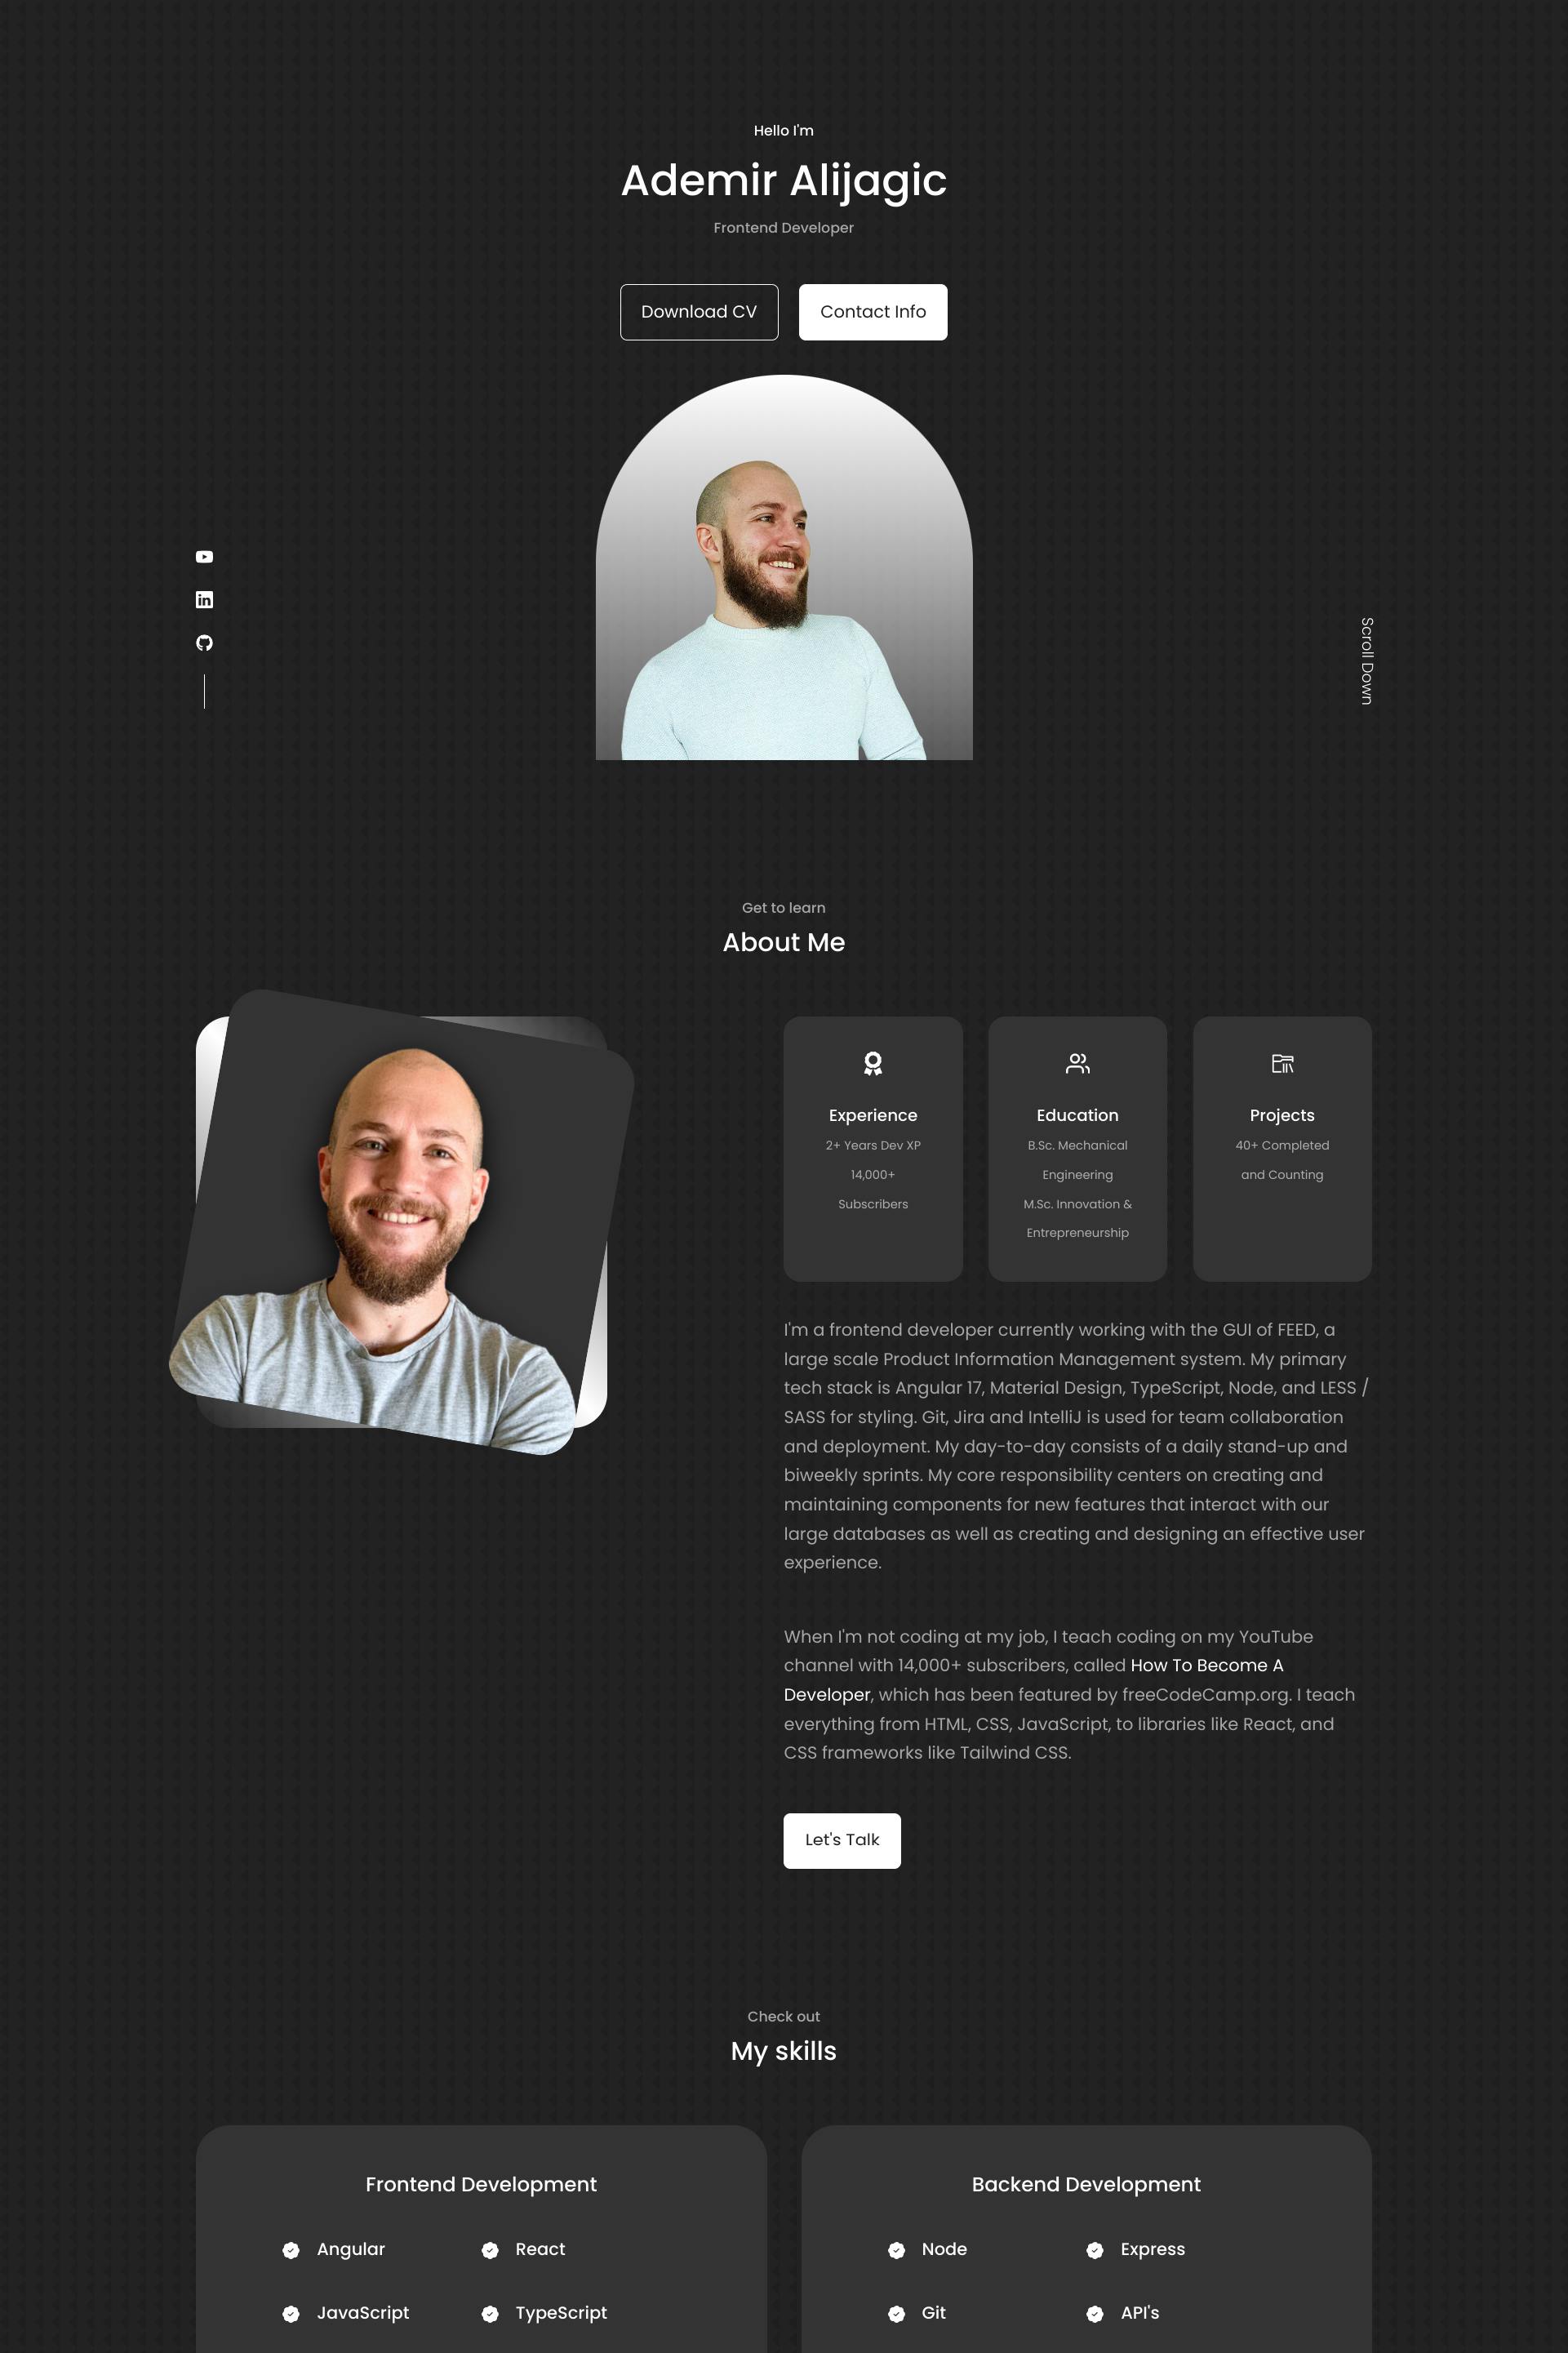 Hello I'm
Ademir Alijagic
Frontend Developer
Download CV
Contact Info
Scroll Down
Get to learn
About Me
Experience
2+ Years Dev XP
14,000+
Subscribers
Education
B.Sc. Mechanical
Engineering
M.Sc. Innovation &
Entrepreneurship
Projects
40+ Completed
and Counting
I'm a frontend developer currently working with the GUI of FEED, a
large scale Product Information Management system. My primary
tech stack is Angular 17, Material Design, TypeScript, Node, and LESS /
SASS for styling. Git, Jira and IntelliJ is used for team collaboration
and deployment. My day-to-day consists of a daily stand-up and
biweekly sprints. My core responsibility centers on creating and
maintaining components for new features that interact with our
large databases as well as creating and designing an effective user
experience.
When I'm not coding at my job, I teach coding on my YouTube
channel with 14,000+ subscribers, called How To Become A
Developer, which has been featured by freeCodeCamp.org. I teach
everything from HTML, CSS, JavaScript, to libraries like React, and
CSS frameworks like Tailwind CSS.
Let's Talk
Check out
My skills
Frontend Development
Angular
React
JavaScript
TypeScript
Backend Development
Node
Express
Git
API's